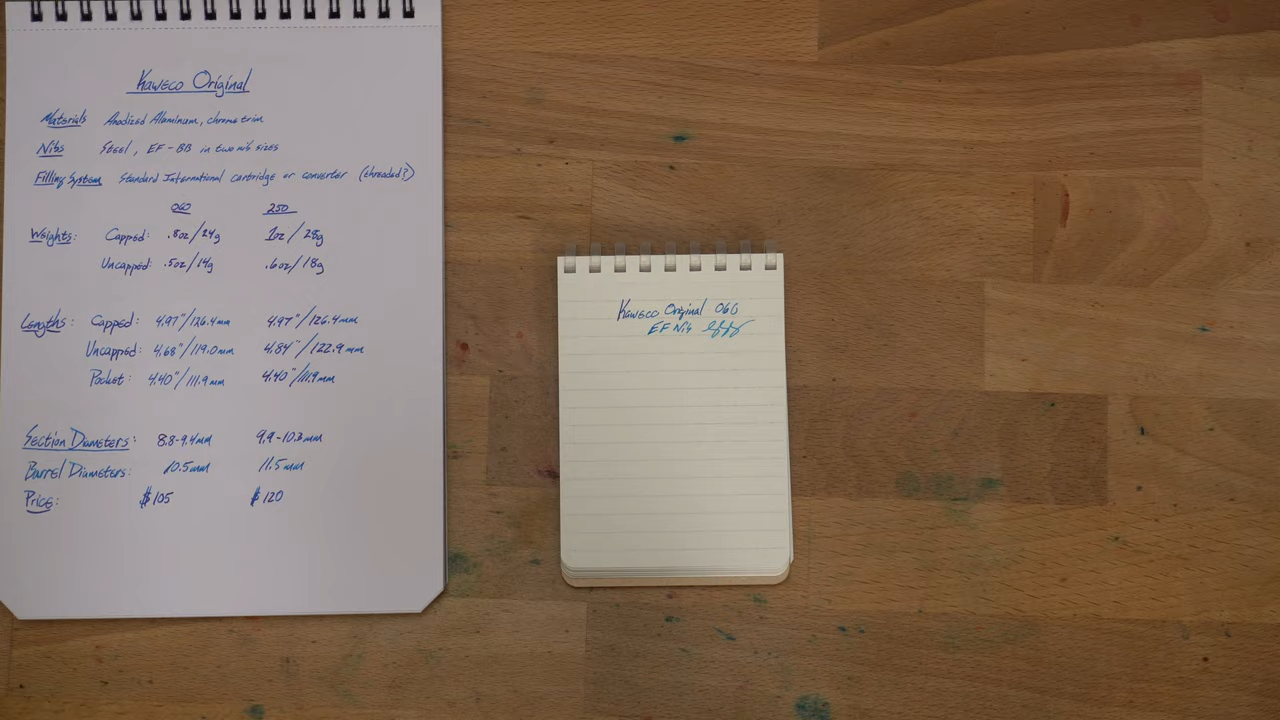 Kaweco Original
Materials Anodized Aluminum, chrome trim
Nibs Steel, EF-BB in two nib sizes
Filling System Standard International cartridge or converter (threaded?)
060 250
Weights: Capped: .8oz/24g 1oz/28g
Uncapped: .5oz/14g .6oz/18g
Lengths: Capped: 4.97"/126.4mm 4.97"/126.4mm
Uncapped: 4.68"/119.0mm 4.84"/122.9mm
Pocket: 4.40"/111.9mm 4.40"/111.9mm
Section Diameters: 8.8-9.4mm 9.9-10.3mm
Barrel Diameters: 10.5mm 11.5mm
Price: $105 $120
Kaweco Original 060
EF Nib